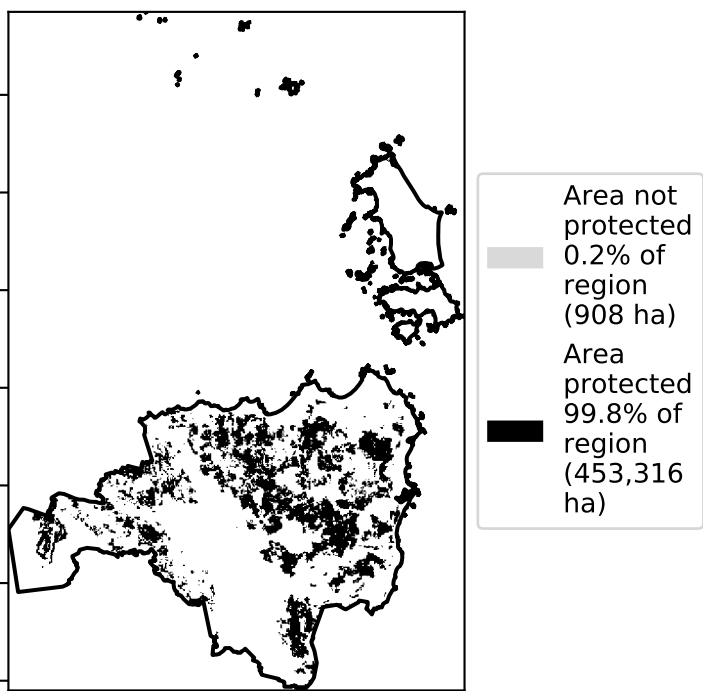 Area not
protected
0.2% of
region
(908 ha)
Area
protected
99.8% of
region
(453,316
ha)